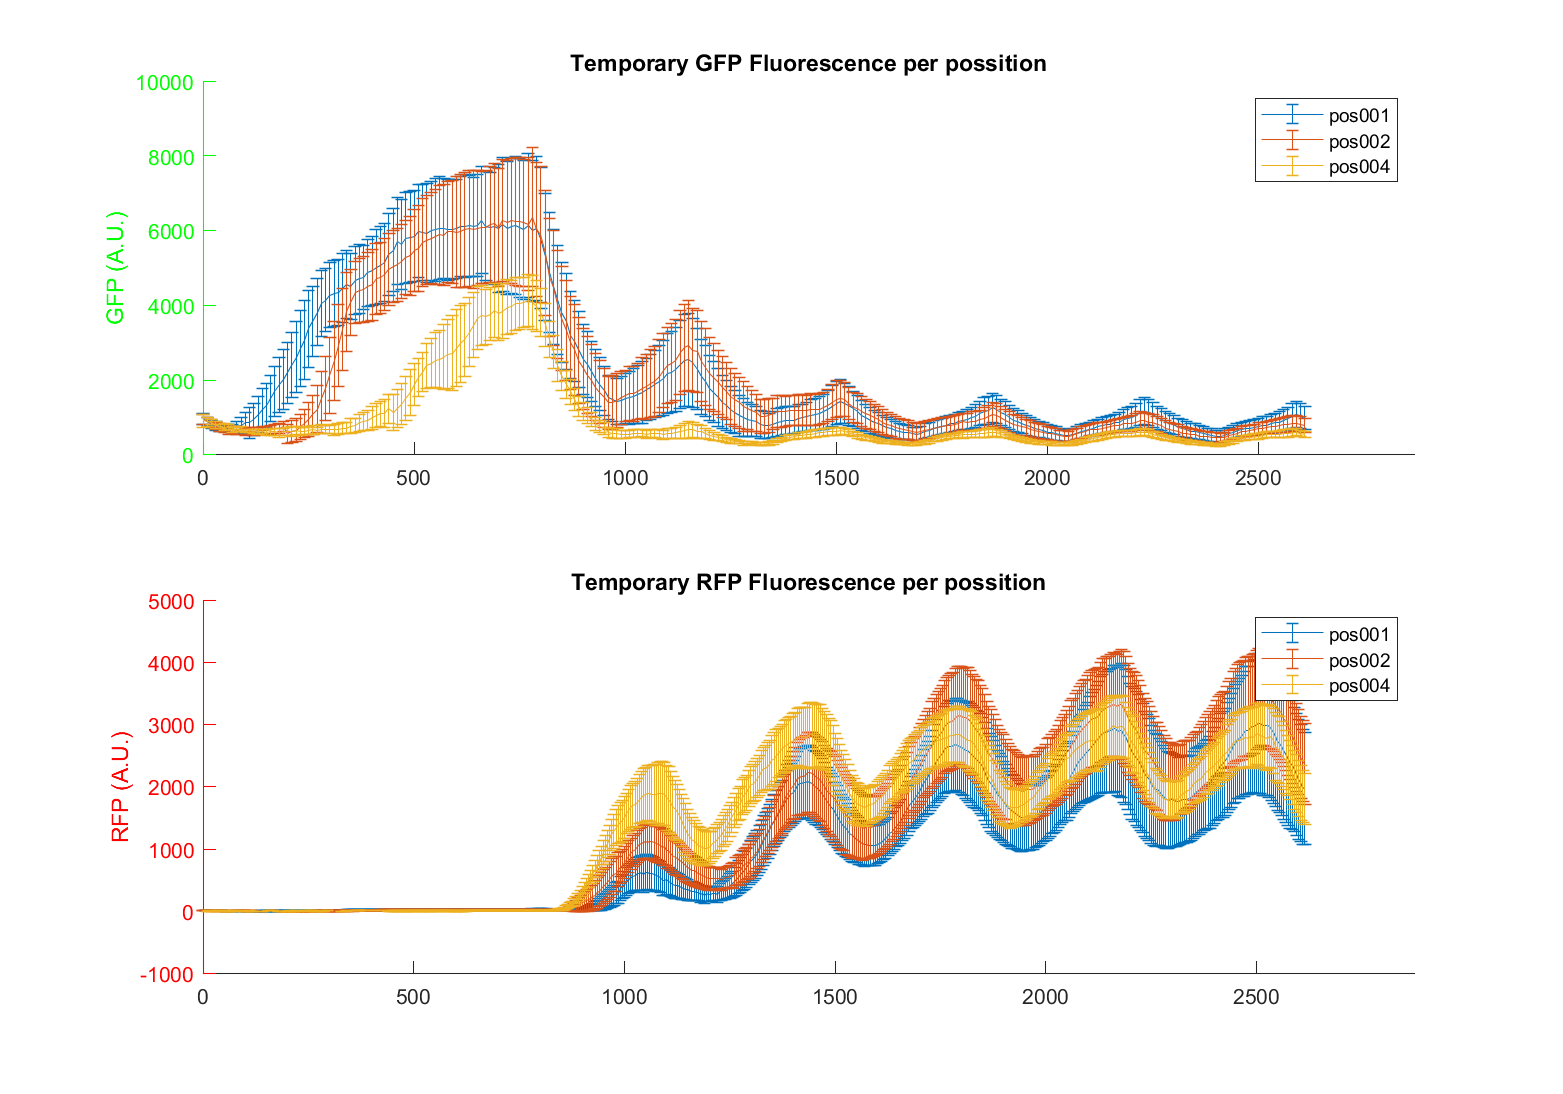 Temporary GFP Fluorescence per possition
10000
8000
6000
4000
2000
0
GFP (A.U.)
pos001
pos002
pos004
0 500 1000 1500 2000 2500
Temporary RFP Fluorescence per possition
5000
4000
3000
2000
1000
0
-1000
RFP (A.U.)
pos001
pos002
pos004
0 500 1000 1500 2000 2500